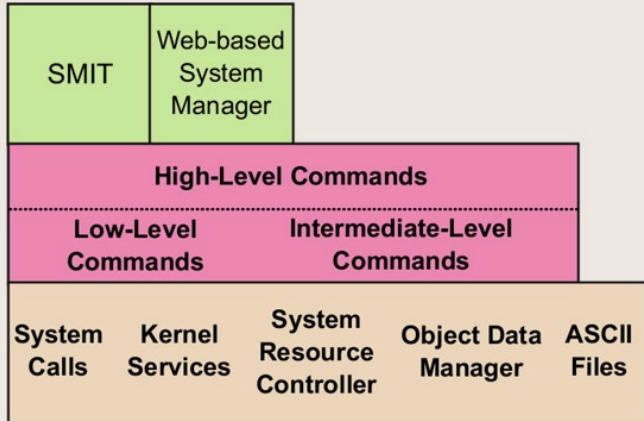 SMIT
Web-based
System
Manager
High-Level Commands
Low-Level
Commands
Intermediate-Level
Commands
System
Calls
Kernel
Services
System
Resource
Controller
Object Data
Manager
ASCII
Files